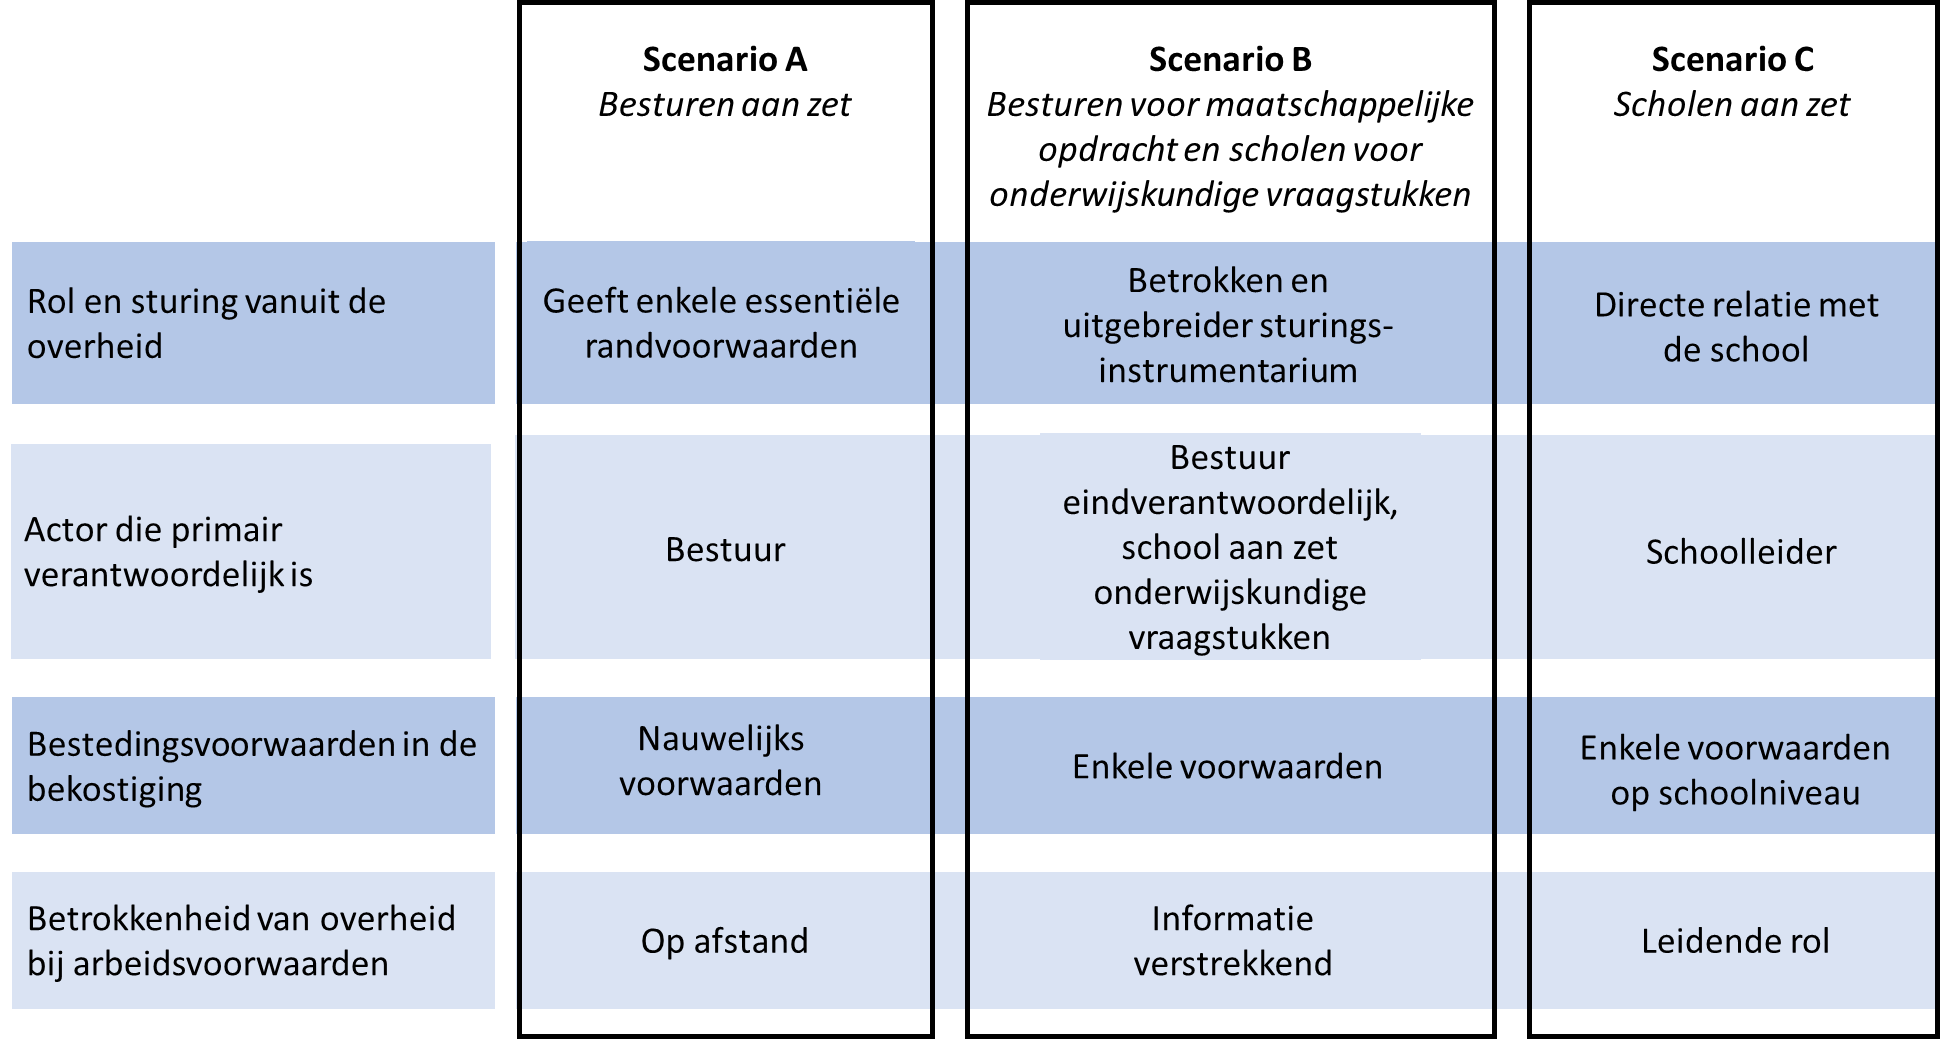 Scenario A
Besturen aan zet
Scenario B
Besturen voor maatschappelijke
opdracht en scholen voor
onderwijskundige vraagstukken
Scenario C
Scholen aan zet
Rol en sturing vanuit de
overheid
Geeft enkele essentiële
randvoorwaarden
Betrokken en
uitgebreider sturings-
instrumentarium
Directe relatie met
de school
Actor die primair
verantwoordelijk is
Bestuur
Bestuur
eindverantwoordelijk,
school aan zet
onderwijskundige
vraagstukken
Schoolleider
Bestedingsvoorwaarden in de
bekostiging
Nauwelijks
voorwaarden
Enkele voorwaarden
Enkele voorwaarden
op schoolniveau
Betrokkenheid van overheid
bij arbeidsvoorwaarden
Op afstand
Informatie
verstrekkend
Leidende rol